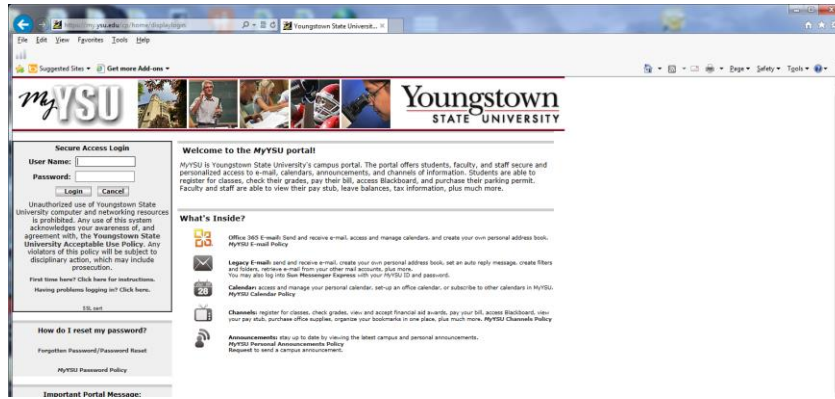 https://my.ysu.edu/cp/home/displaylogin
Youngstown State Universit...
File Edit View Favorites Tools Help
Suggested Sites Get more Add-ons
Page Safety Tools
MyYSU
Youngstown
STATE UNIVERSITY
Secure Access Login
User Name:
Password:
Login Cancel
Unauthorized use of Youngstown State
University computer and networking resources
is prohibited. Any use of this system
acknowledges your awareness of, and
agreement with, the Youngstown State
University Acceptable Use Policy. Any
violators of this policy will be subject to
disciplinary action, which may include
prosecution.
First time here? Click here for instructions.
Having problems logging in? Click here.
SSL cert
How do I reset my password?
Forgotten Password/Password Reset
MyYSU Password Policy
Important Portal Message:
Welcome to the MyYSU portal!
MyYSU is Youngstown State University's campus portal. The portal offers students, faculty, and staff secure and
personalized access to e-mail, calendars, announcements, and channels of information. Students are able to
register for classes, check their grades, pay their bill, access Blackboard, and purchase their parking permit.
Faculty and staff are able to view their pay stub, leave balances, tax information, plus much more.
What's Inside?
Office 365 E-mail: Send and receive e-mail, access and manage calendars, and create your own personal address book.
MyYSU E-mail Policy
Legacy E-mail: send and receive e-mail, create your own personal address book, set an auto reply message, create filters
and folders, retrieve e-mail from your other mail accounts, plus more.
You may also log into Sun Messenger Express with your MyYSU ID and password.
28
Calendar: access and manage your personal calendar, set-up an office calendar, or subscribe to other calendars in MyYSU.
MyYSU Calendar Policy
Channels: register for classes, check grades, view and accept financial aid awards, pay your bill, access Blackboard, view
your pay stub, purchase office supplies, organize your bookmarks in one place, plus much more. MyYSU Channels Policy
Announcements: stay up to date by viewing the latest campus and personal announcements.
MyYSU Personal Announcements Policy
Request to send a campus announcement.